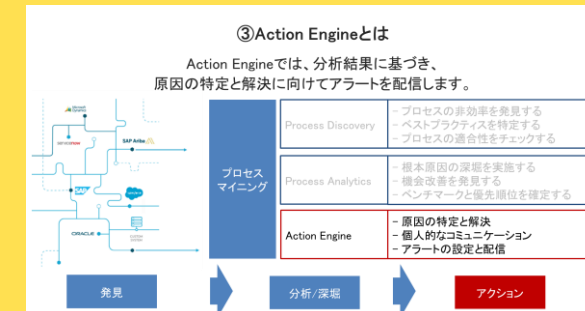 ③Action Engineとは
Action Engineでは、分析結果に基づき、
原因の特定と解決に向けてアラートを配信します。
Microsoft
Dynamics
servicenow
SAP Ariba
SAP
salesforce
ORACLE
プロセス
マイニング
Process Discovery
- プロセスの非効率を発見する
- ベストプラクティスを特定する
- プロセスの適合性をチェックする
Process Analytics
- 根本原因の深堀を実施する
- 機会改善を発見する
- ベンチマークと優先順位を確定する
Action Engine
- 原因の特定と解決
- 個人的なコミュニケーション
- アラートの設定と配信
発見
分析/深堀
アクション